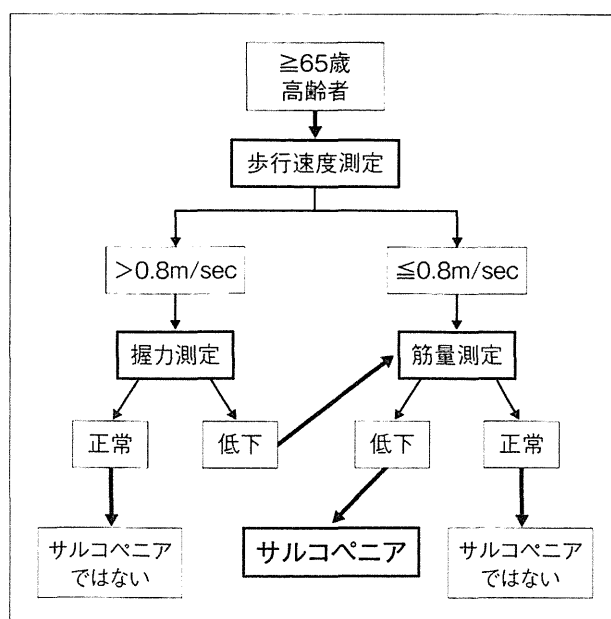 ≧65歳
高齢者
歩行速度測定
>0.8m/sec
≦0.8m/sec
握力測定
筋量測定
正常
低下
低下
正常
サルコペニア
ではない
サルコペニア
サルコペニア
ではない